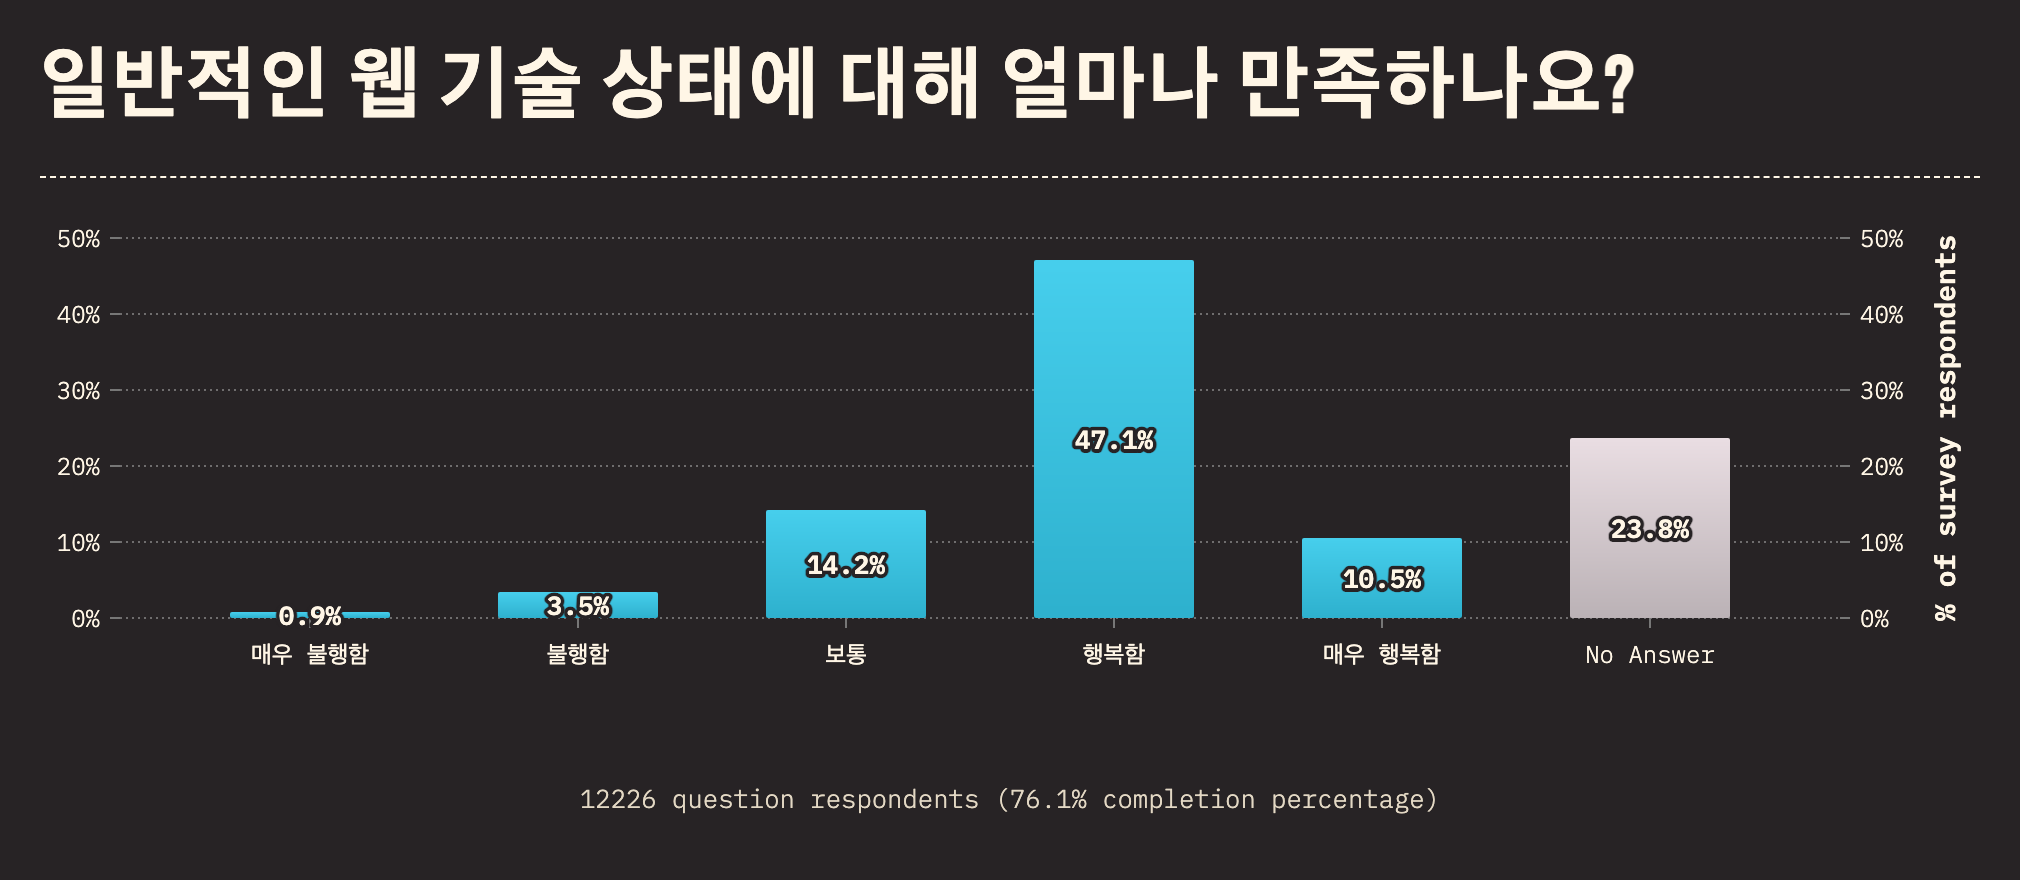 일반적인 웹 기술 상태에 대해 얼마나 만족하나요?
50%
40%
30%
20%
10%
0%
50%
40%
30%
20%
10%
0%
% of survey respondents
0.9%
3.5%
14.2%
47.1%
10.5%
23.8%
매우 불행함
불행함
보통
행복함
매우 행복함
No Answer
12226 question respondents (76.1% completion percentage)